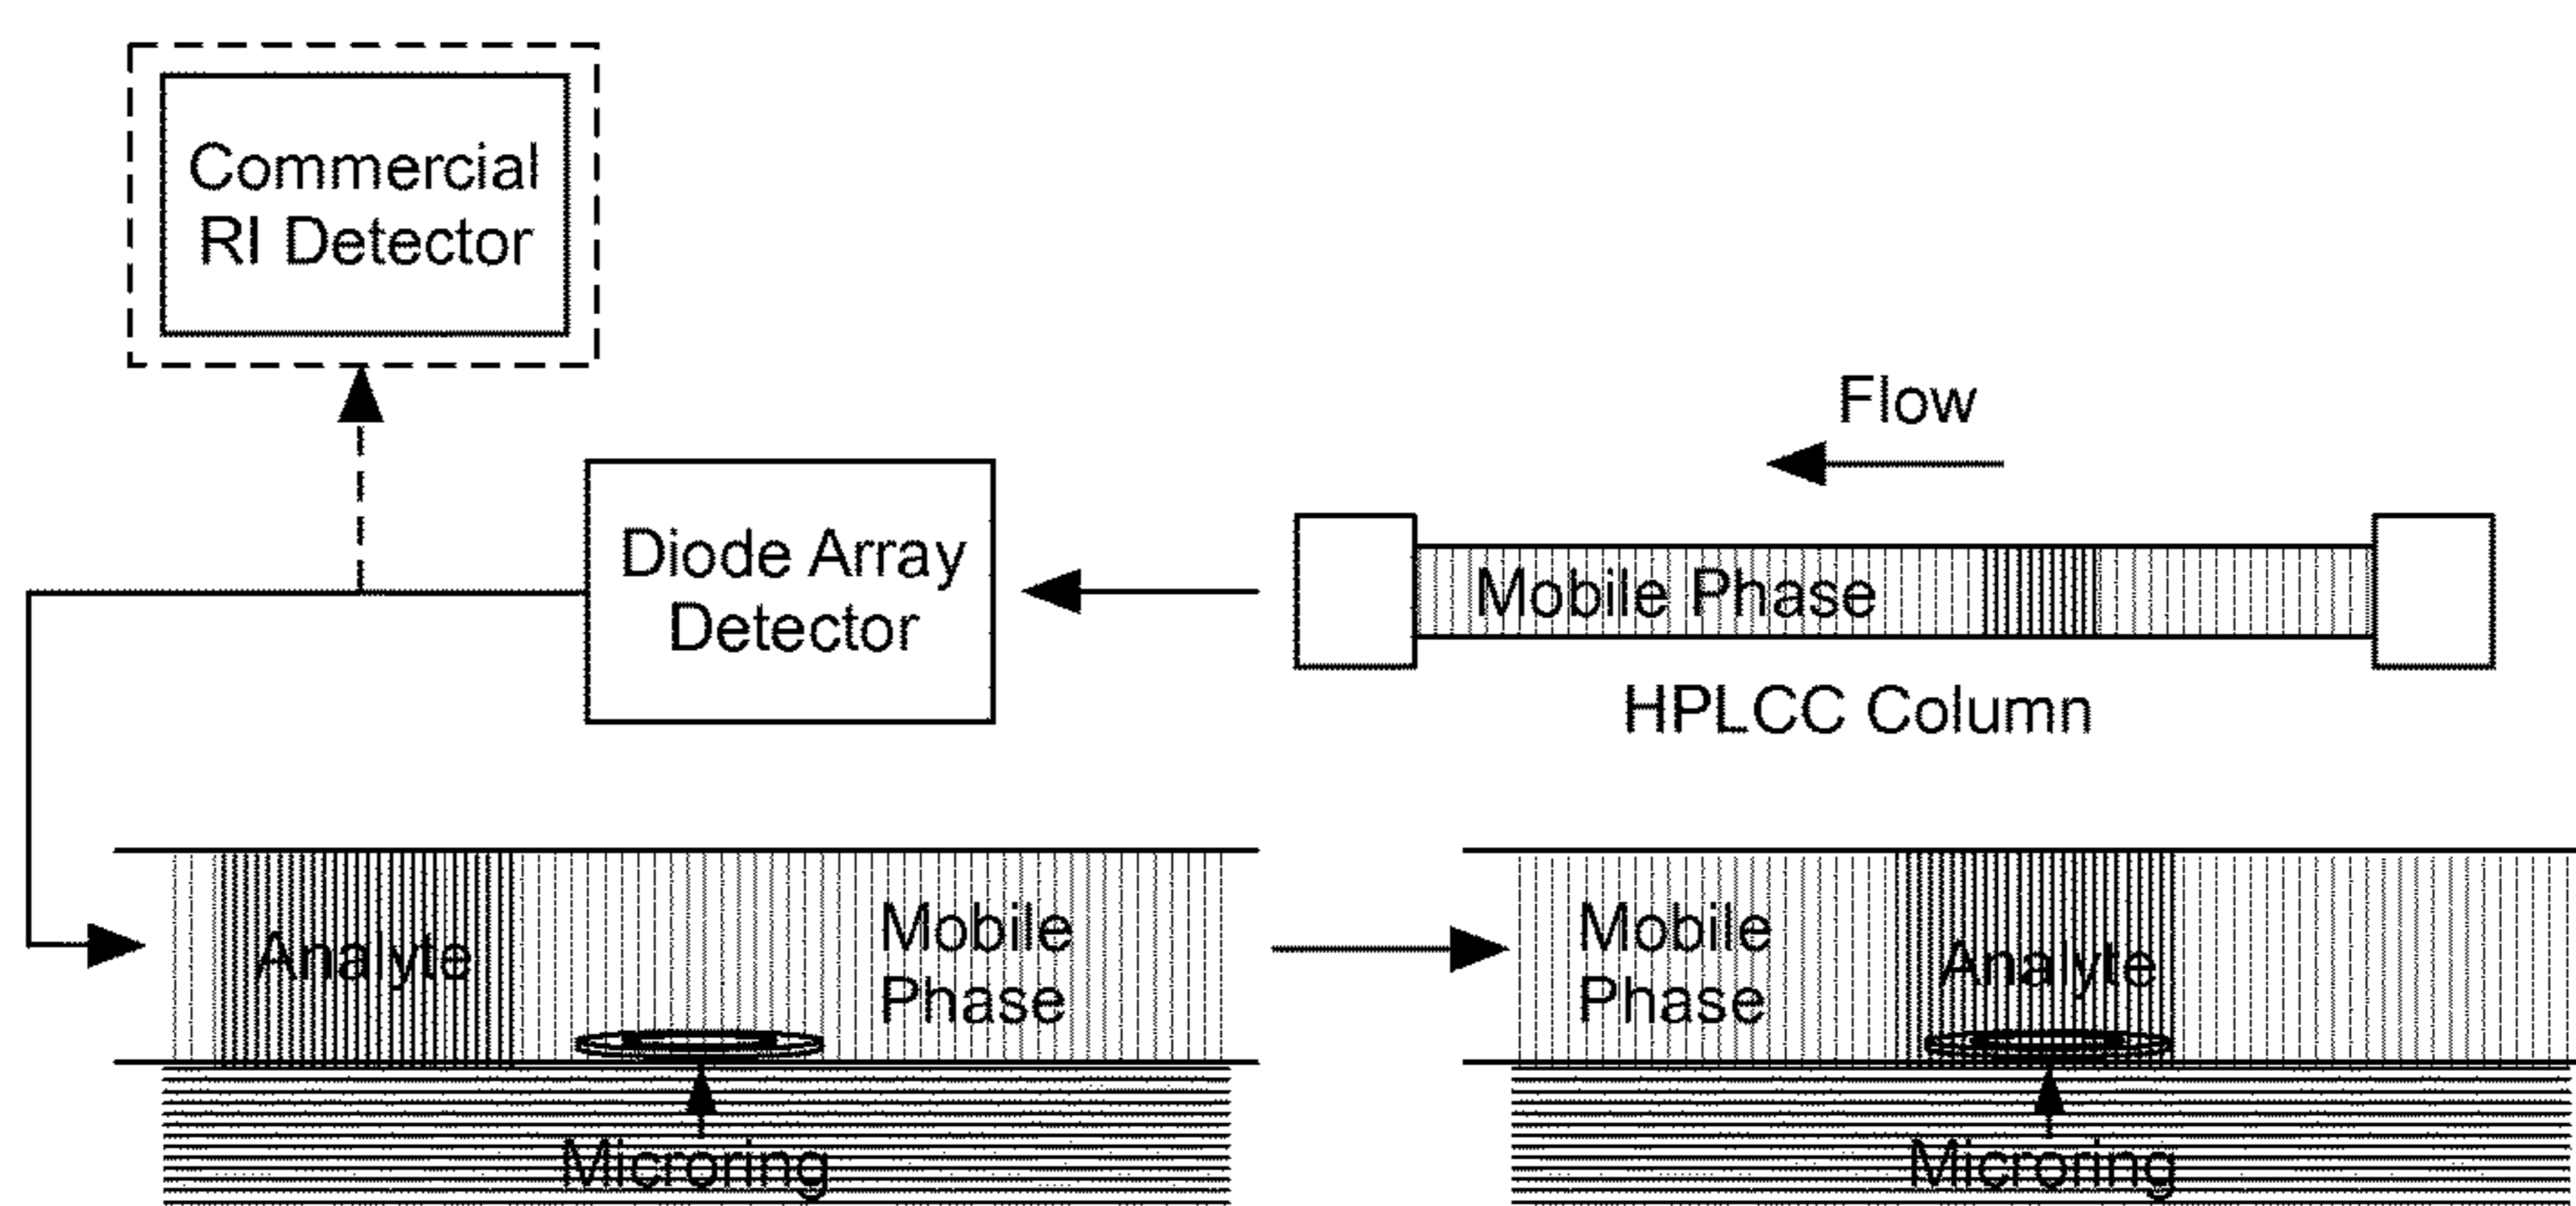 Commercial
RI Detector
Flow
Diode Array
Detector
Mobile Phase
HPLCC Column
Analyte
Mobile
Phase
Mobile
Phase
Analyte
Microring
Microring